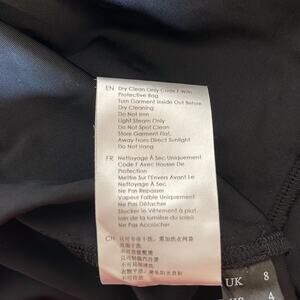 EN Dry Clean Only Code F With
Protective Bag
Turn Garment Inside Out Before
Dry Cleaning
Do Not Iron
Light Steam Only
Do Not Spot Clean
Store Garment Flat,
Away From Direct Sunlight
Do Not Hang
FR Nettoyage À Sec Uniquement
Code F Avec Housse De
Protection
Mettre Sur l'Envers Avant Le
Nettoyage À Sec
Ne Pas Repasser
Vapeur Faible Uniquement
Ne Pas Détacher
Stocker le Vêtement à plat,
loin de la lumière du soleil
Ne Pas Accrocher
CN
UK 8
4